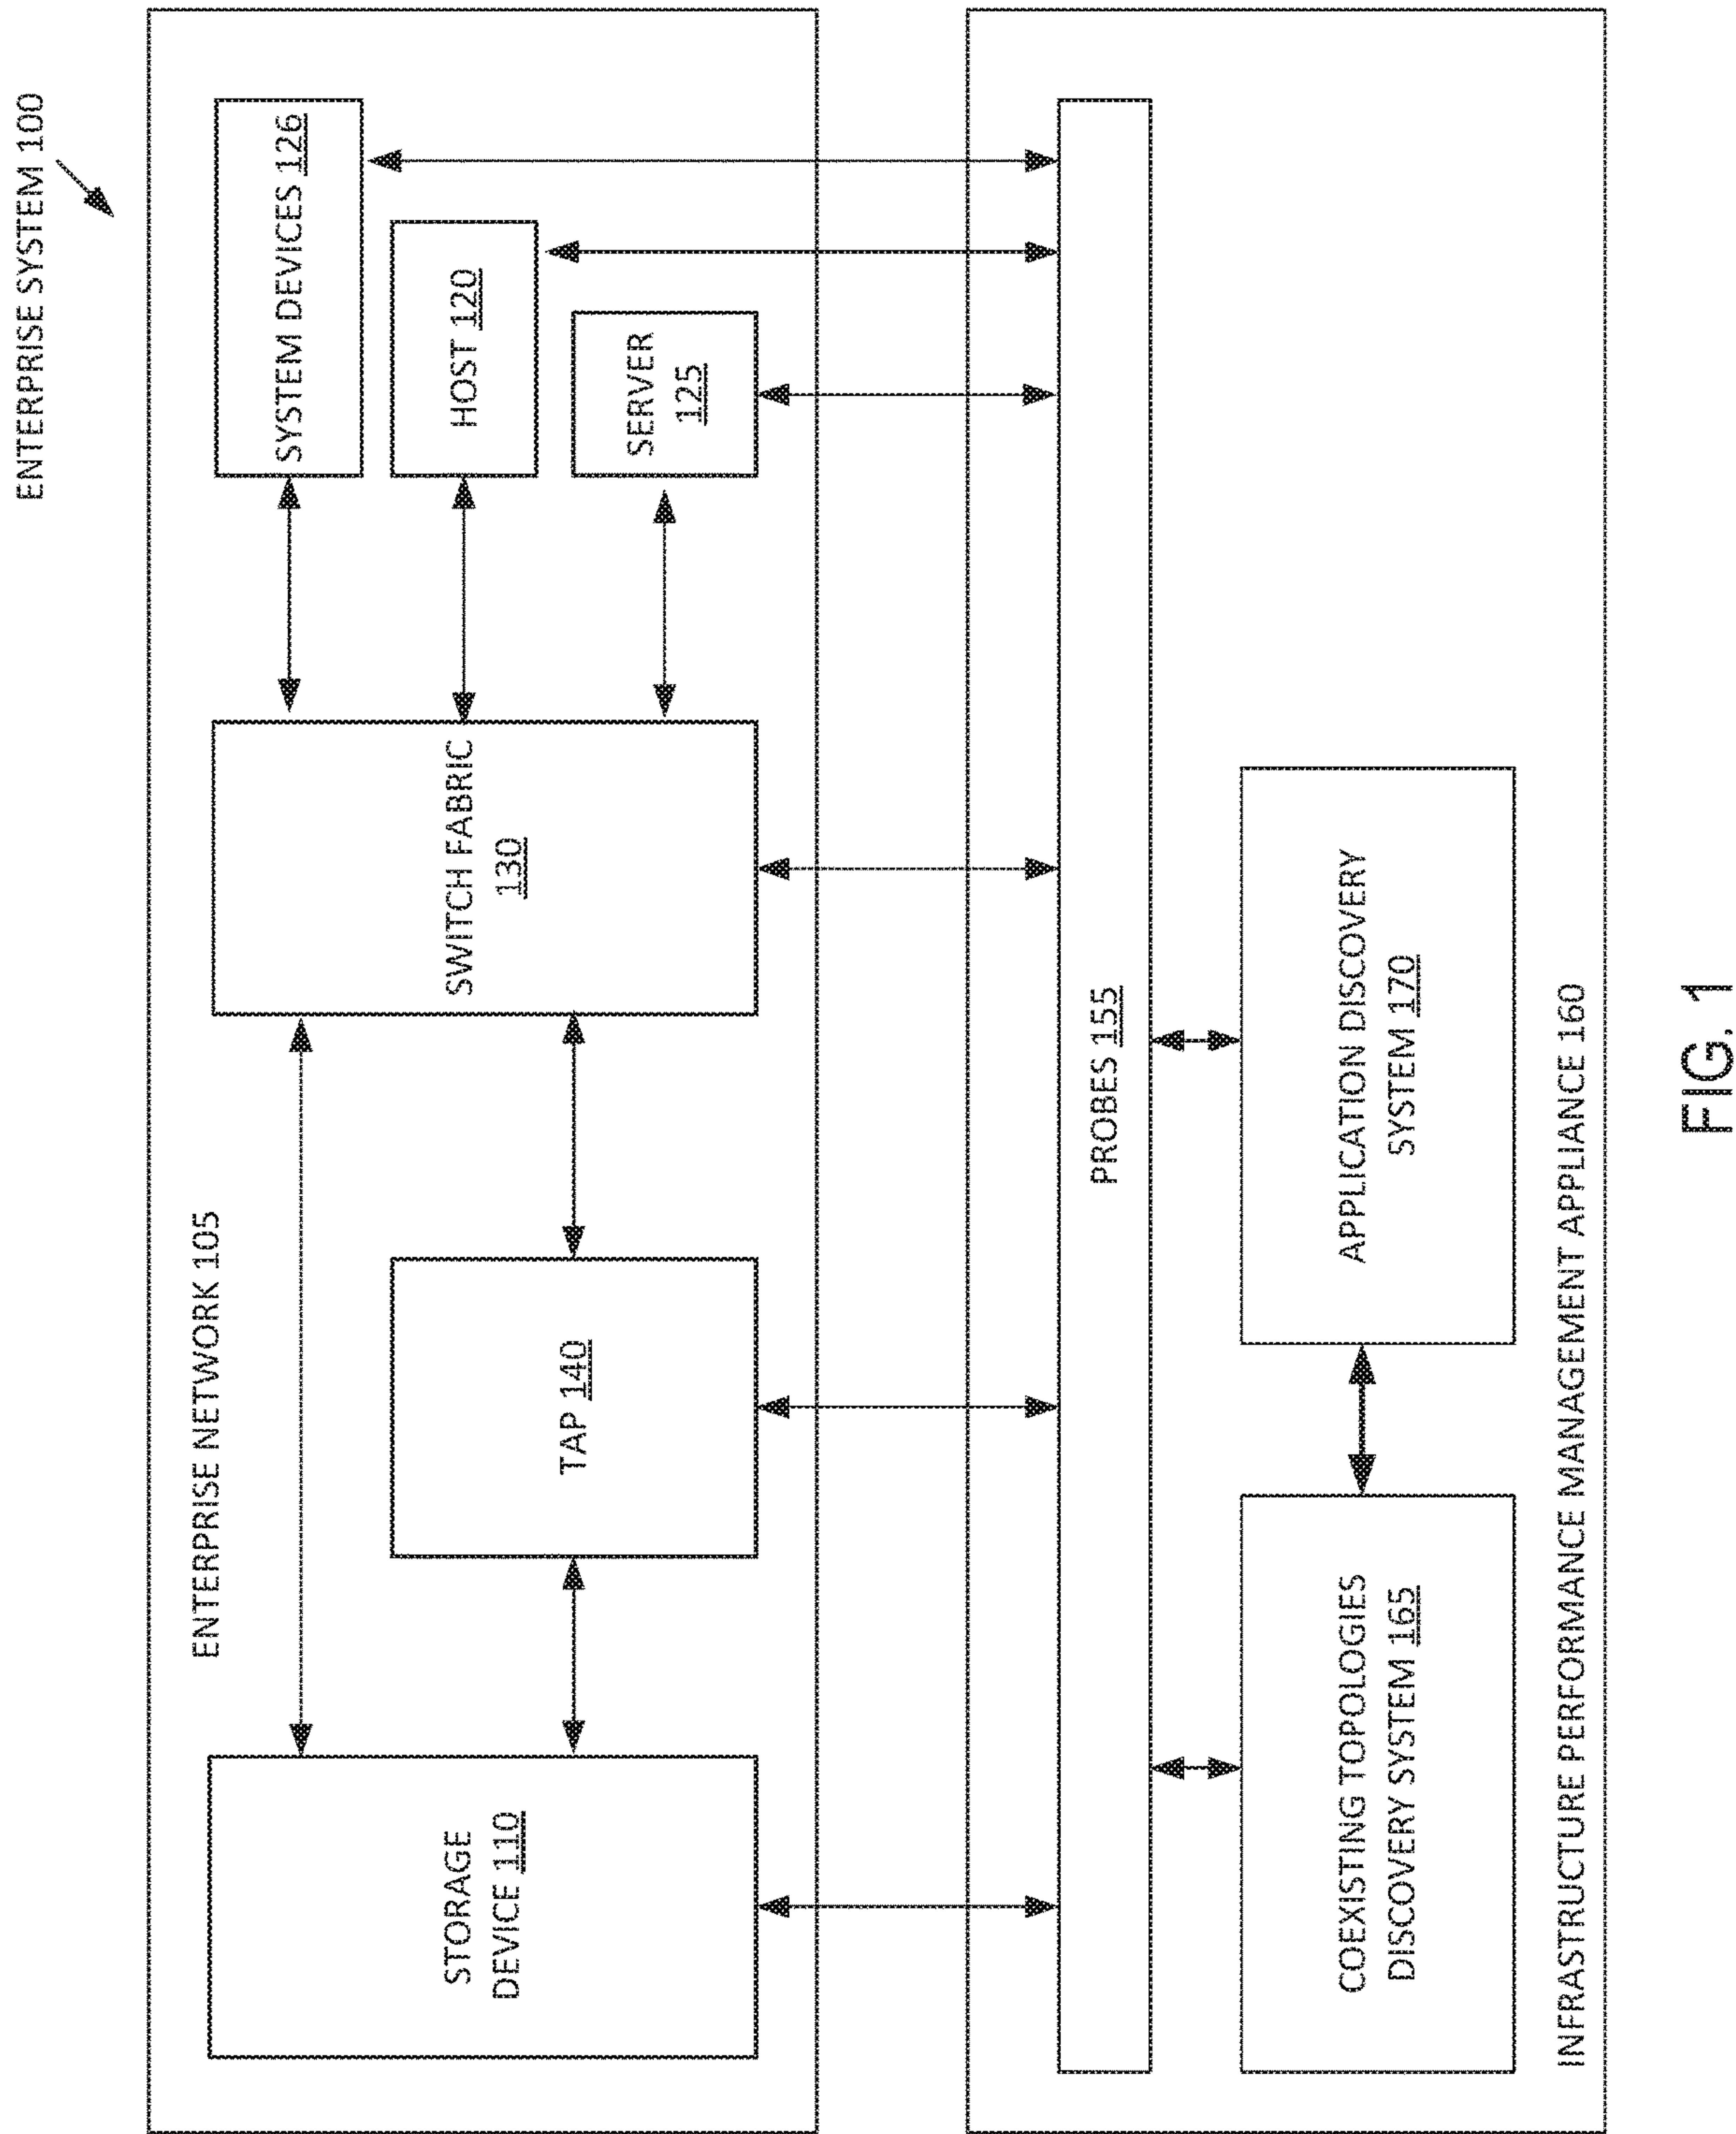 ENTERPRISE SYSTEM 100
ENTERPRISE NETWORK 105
STORAGE
DEVICE 110
TAP 140
SWITCH FABRIC
130
SYSTEM DEVICES 126
HOST 120
SERVER
125
PROBES 155
COEXISTING TOPOLOGIES
DISCOVERY SYSTEM 165
APPLICATION DISCOVERY
SYSTEM 170
INFRASTRUCTURE PERFORMANCE MANAGEMENT APPLIANCE 160
FIG. 1